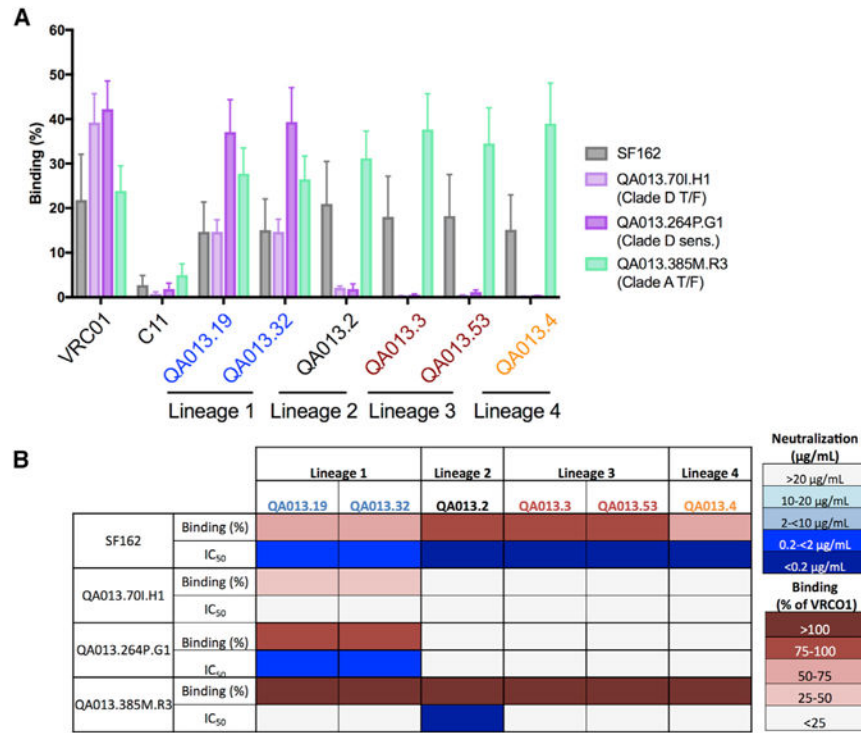 A
Binding (%)
60
50
40
30
20
10
0
SF162
QA013.70I.H1
(Clade D T/F)
QA013.264P.G1
(Clade D sens.)
QA013.385M.R3
(Clade A T/F)
VRC01
C11
QA013.19
QA013.32
QA013.2
QA013.3
QA013.53
QA013.4
Lineage 1
Lineage 2
Lineage 3
Lineage 4
B
Lineage 1 Lineage 2 Lineage 3 Lineage 4
QA013.19 QA013.32 QA013.2 QA013.3 QA013.53 QA013.4
SF162
Binding (%)
IC50
QA013.70I.H1
Binding (%)
IC50
QA013.264P.G1
Binding (%)
IC50
QA013.385M.R3
Binding (%)
IC50
Neutralization
(µg/mL)
>20 µg/mL
10-20 µg/mL
2-<10 µg/mL
0.2-<2 µg/mL
<0.2 µg/mL
Binding
(% of VRCO1)
>100
75-100
50-75
25-50
<25